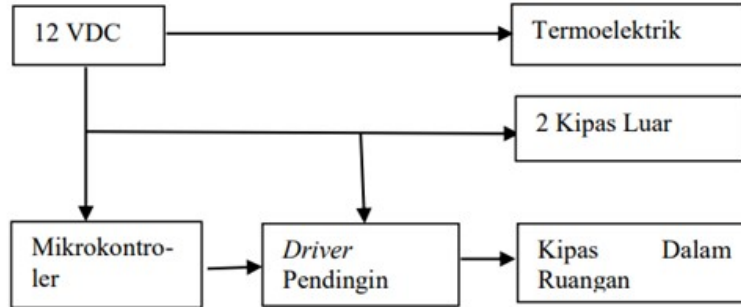 12 VDC
Termoelektrik
2 Kipas Luar
Mikrokontro-
ler
Driver
Pendingin
Kipas Dalam
Ruangan